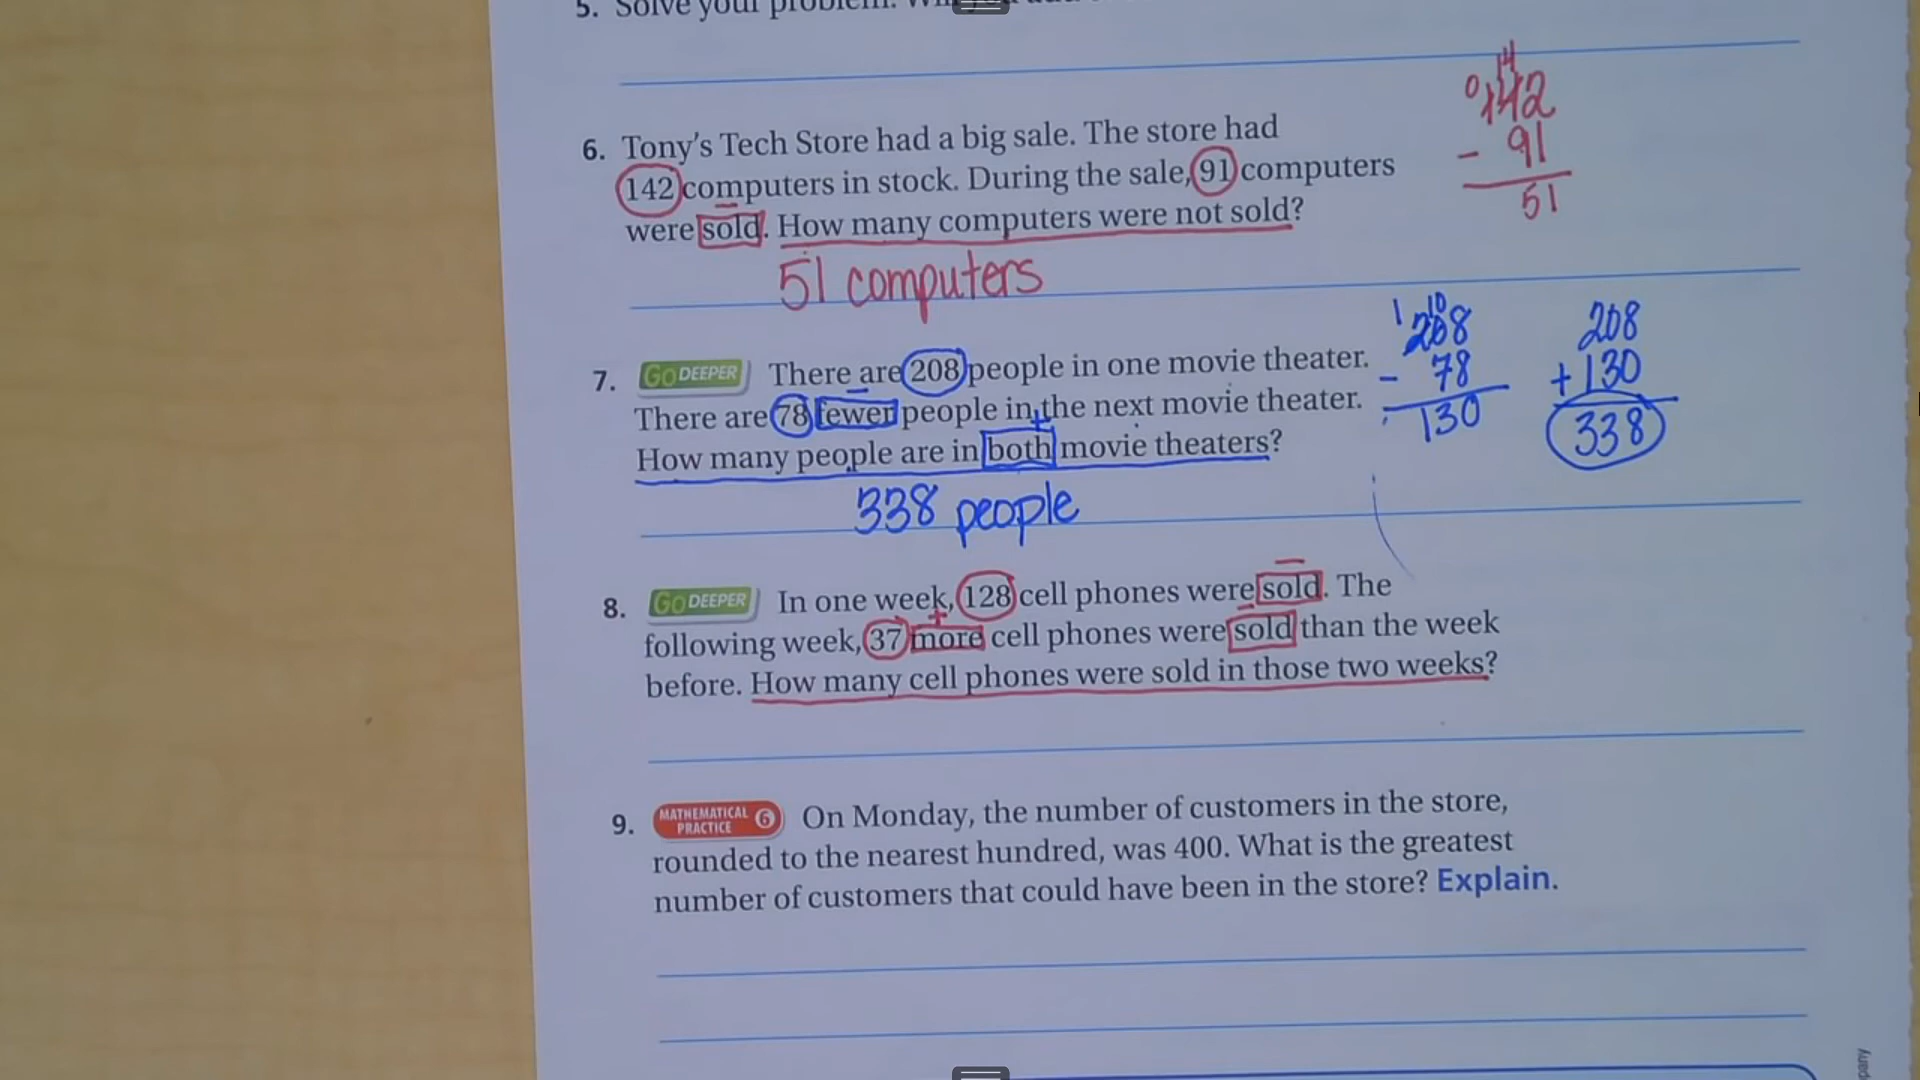 5. Solve your problem.
14
0 142
- 91
51
6. Tony's Tech Store had a big sale. The store had
142 computers in stock. During the sale, 91 computers
were sold. How many computers were not sold?
51 computers
1 10
208
- 78
130
208
+ 130
338
7. GO DEEPER There are 208 people in one movie theater.
There are 78 fewer people in the next movie theater.
How many people are in both movie theaters?
338 people
8. GO DEEPER In one week, 128 cell phones were sold. The
following week, 37 more cell phones were sold than the week
before. How many cell phones were sold in those two weeks?
9. MATHEMATICAL PRACTICE 6 On Monday, the number of customers in the store,
rounded to the nearest hundred, was 400. What is the greatest
number of customers that could have been in the store? Explain.